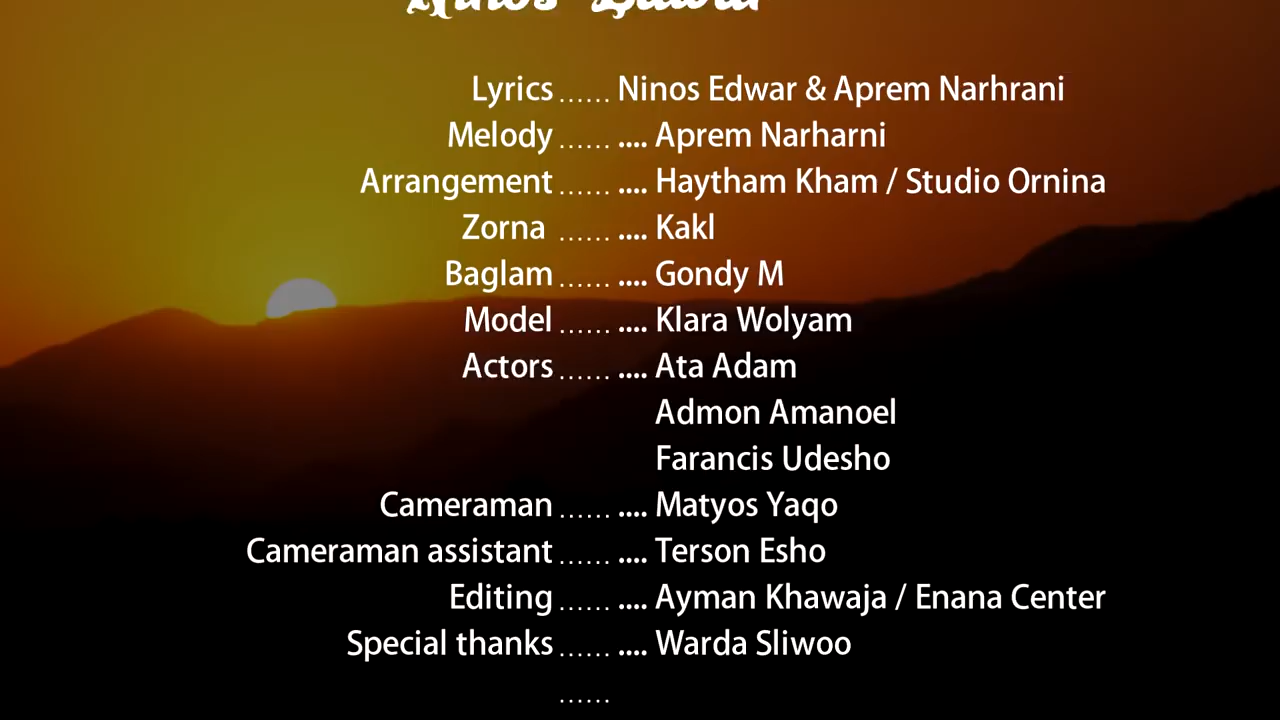 Ninos Edwar
Lyrics ...... Ninos Edwar & Aprem Narhrani
Melody ...... .... Aprem Narharni
Arrangement ...... .... Haytham Kham / Studio Ornina
Zorna ...... .... Kakl
Baglam ...... .... Gondy M
Model ...... .... Klara Wolyam
Actors ...... .... Ata Adam
Admon Amanoel
Farancis Udesho
Cameraman ...... .... Matyos Yaqo
Cameraman assistant ...... .... Terson Esho
Editing ...... .... Ayman Khawaja / Enana Center
Special thanks ...... .... Warda Sliwoo
......